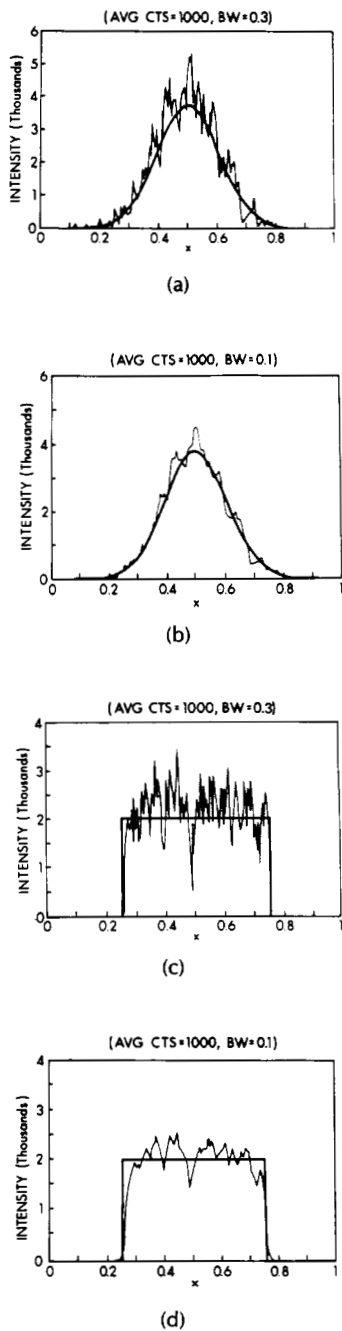 (AVG CTS=1000, BW=0.3)
INTENSITY (Thousands)
6
5
4
3
2
1
0
0 0.2 0.4 0.6 0.8 1
x
(a)
(AVG CTS=1000, BW=0.1)
INTENSITY (Thousands)
6
4
2
0
0 0.2 0.4 0.6 0.8 1
x
(b)
(AVG CTS=1000, BW=0.3)
INTENSITY (Thousands)
4
3
2
1
0
0 0.2 0.4 0.6 0.8 1
x
(c)
(AVG CTS=1000, BW=0.1)
INTENSITY (Thousands)
4
3
2
1
0
0 0.2 0.4 0.6 0.8 1
x
(d)